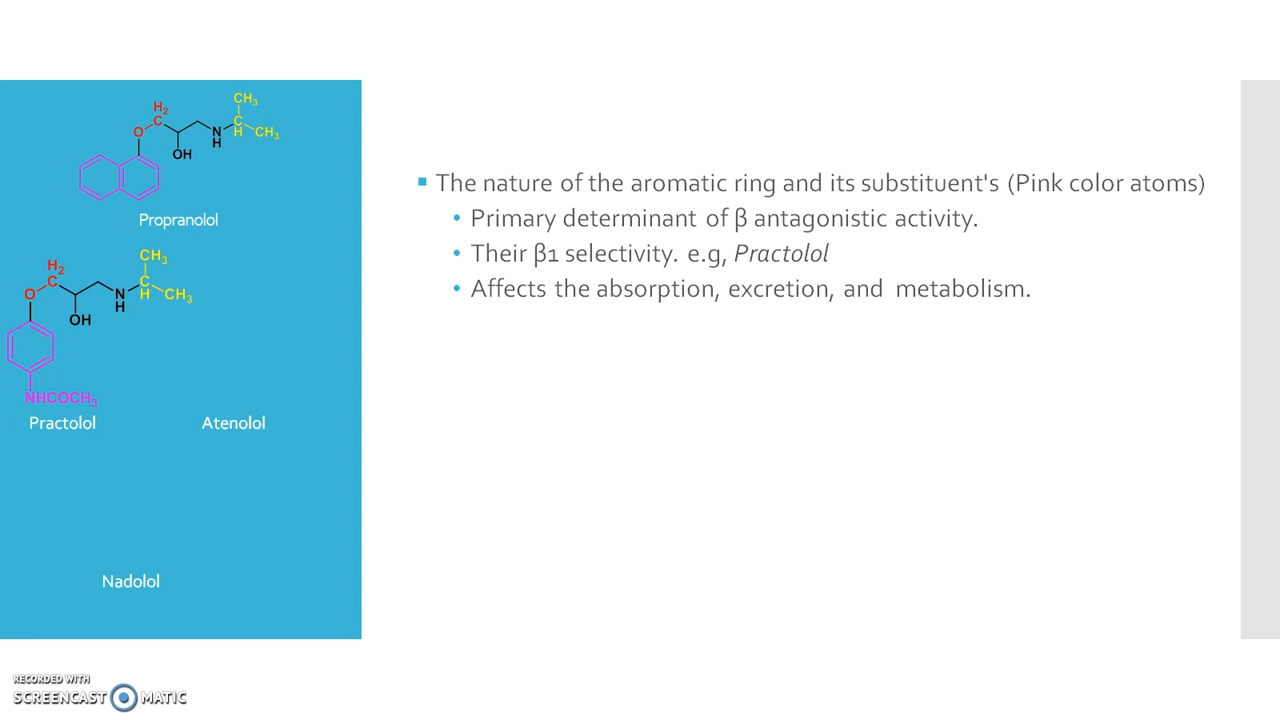 H2
C
O
OH
N
H
CH3
C
H
CH3
Propranolol
H2
C
O
OH
N
H
CH3
C
H
CH3
NHCOCH3
Practolol
Atenolol
Nadolol
The nature of the aromatic ring and its substituent's (Pink color atoms)
Primary determinant of β antagonistic activity.
Their β1 selectivity. e.g, Practolol
Affects the absorption, excretion, and metabolism.
RECORDED WITH
SCREENCAST MATIC